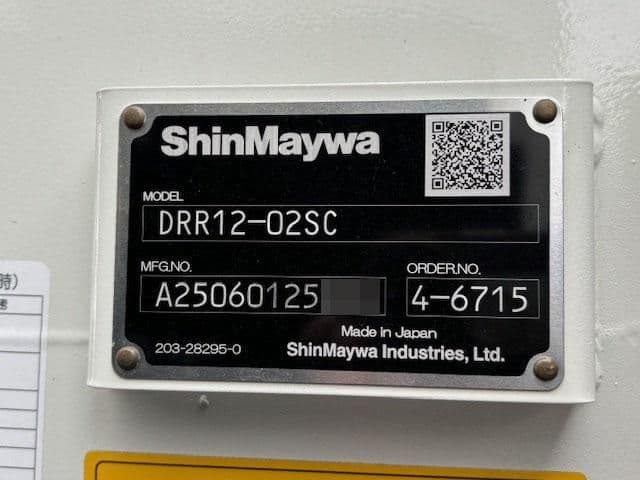 ShinMaywa
MODEL
DRR12-02SC
MFG.NO.
A25060125
ORDER.NO.
4-6715
Made in Japan
203-28295-0
ShinMaywa Industries, Ltd.
時)